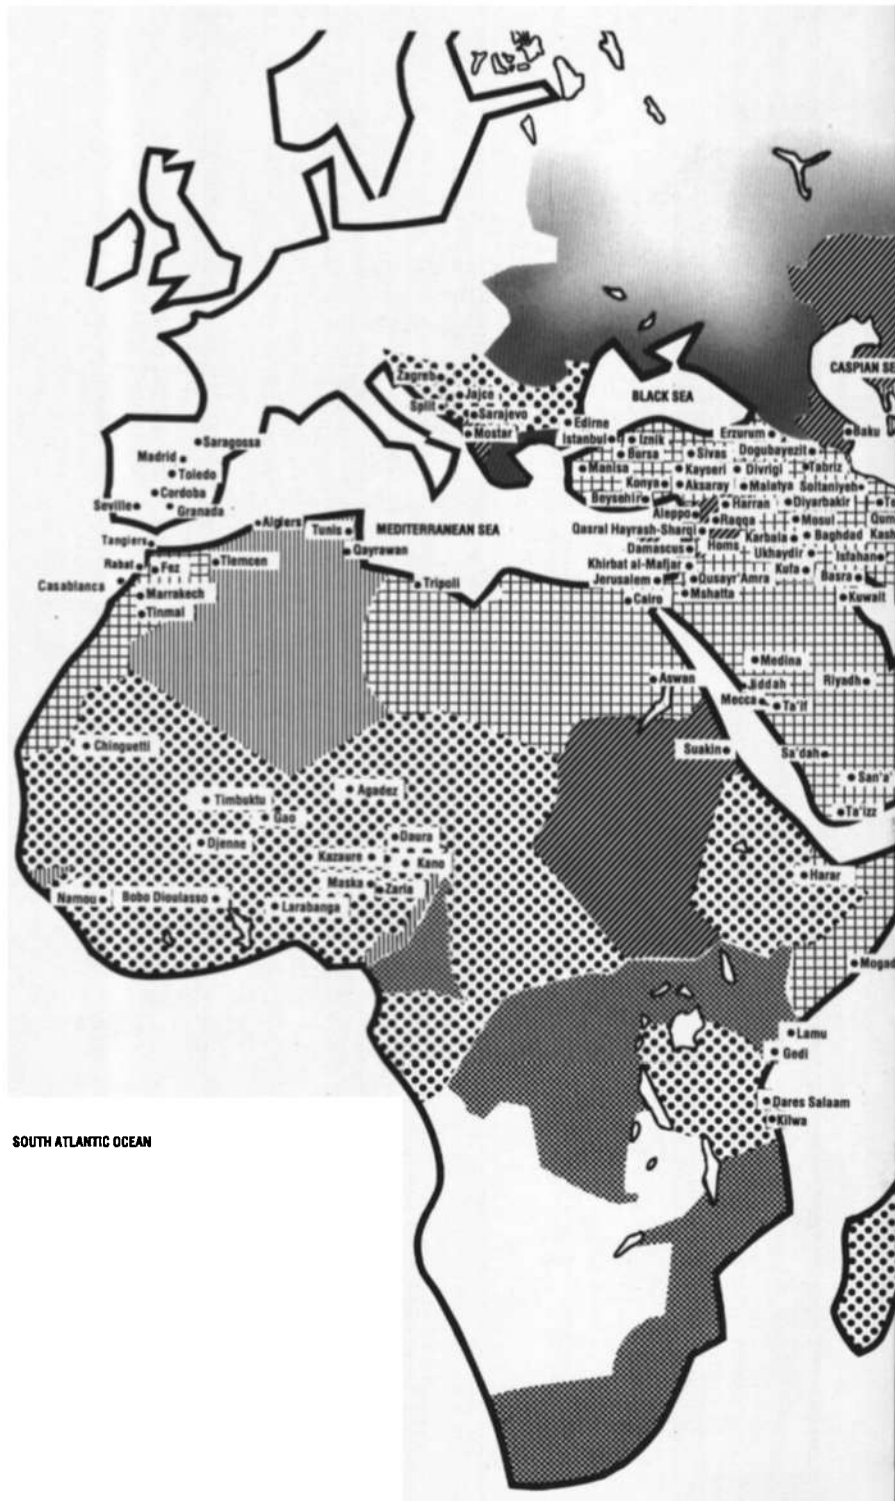 CASPIAN SE
BLACK SEA
Zagreb
Jajce
Split
Sarajevo
Mostar
Edirne
Istanbul
Iznik
Bursa
Erzurum
Baku
Sivas
Dogubayezit
Manisa
Kayseri
Divrigi
Tabriz
Konya
Aksaray
Malatya
Soltaniyeh
Beysehir
Harran
Diyarbakir
Te
Aleppo
Raqqa
Mosul
Qum
Qasral Hayrash-Sharqi
Homs
Karbala
Baghdad
Kash
Damascus
Ukhaydir
Isfahan
Khirbat al-Mafjar
Kufa
Jerusalem
Qusayr'Amra
Basra
Cairo
Mshatta
Kuwait
Saragossa
Madrid
Toledo
Cordoba
Seville
Granada
Algiers
Tunis
MEDITERRANEAN SEA
Tangiers
Qayrawan
Rabat
Fez
Tlemcen
Casablanca
Tripoli
Marrakech
Tinmal
Medina
Aswan
Jiddah
Riyadh
Mecca
Ta'if
Chinguetti
Suakin
Sa'dah
San'a'
Agadez
Timbuktu
Gao
Ta'izz
Djenne
Daura
Kazaure
Kano
Harar
Maska
Zaria
Namou
Bobo Dioulasso
Larabanga
Mogad
Lamu
Gedi
Dares Salaam
Kilwa
SOUTH ATLANTIC OCEAN